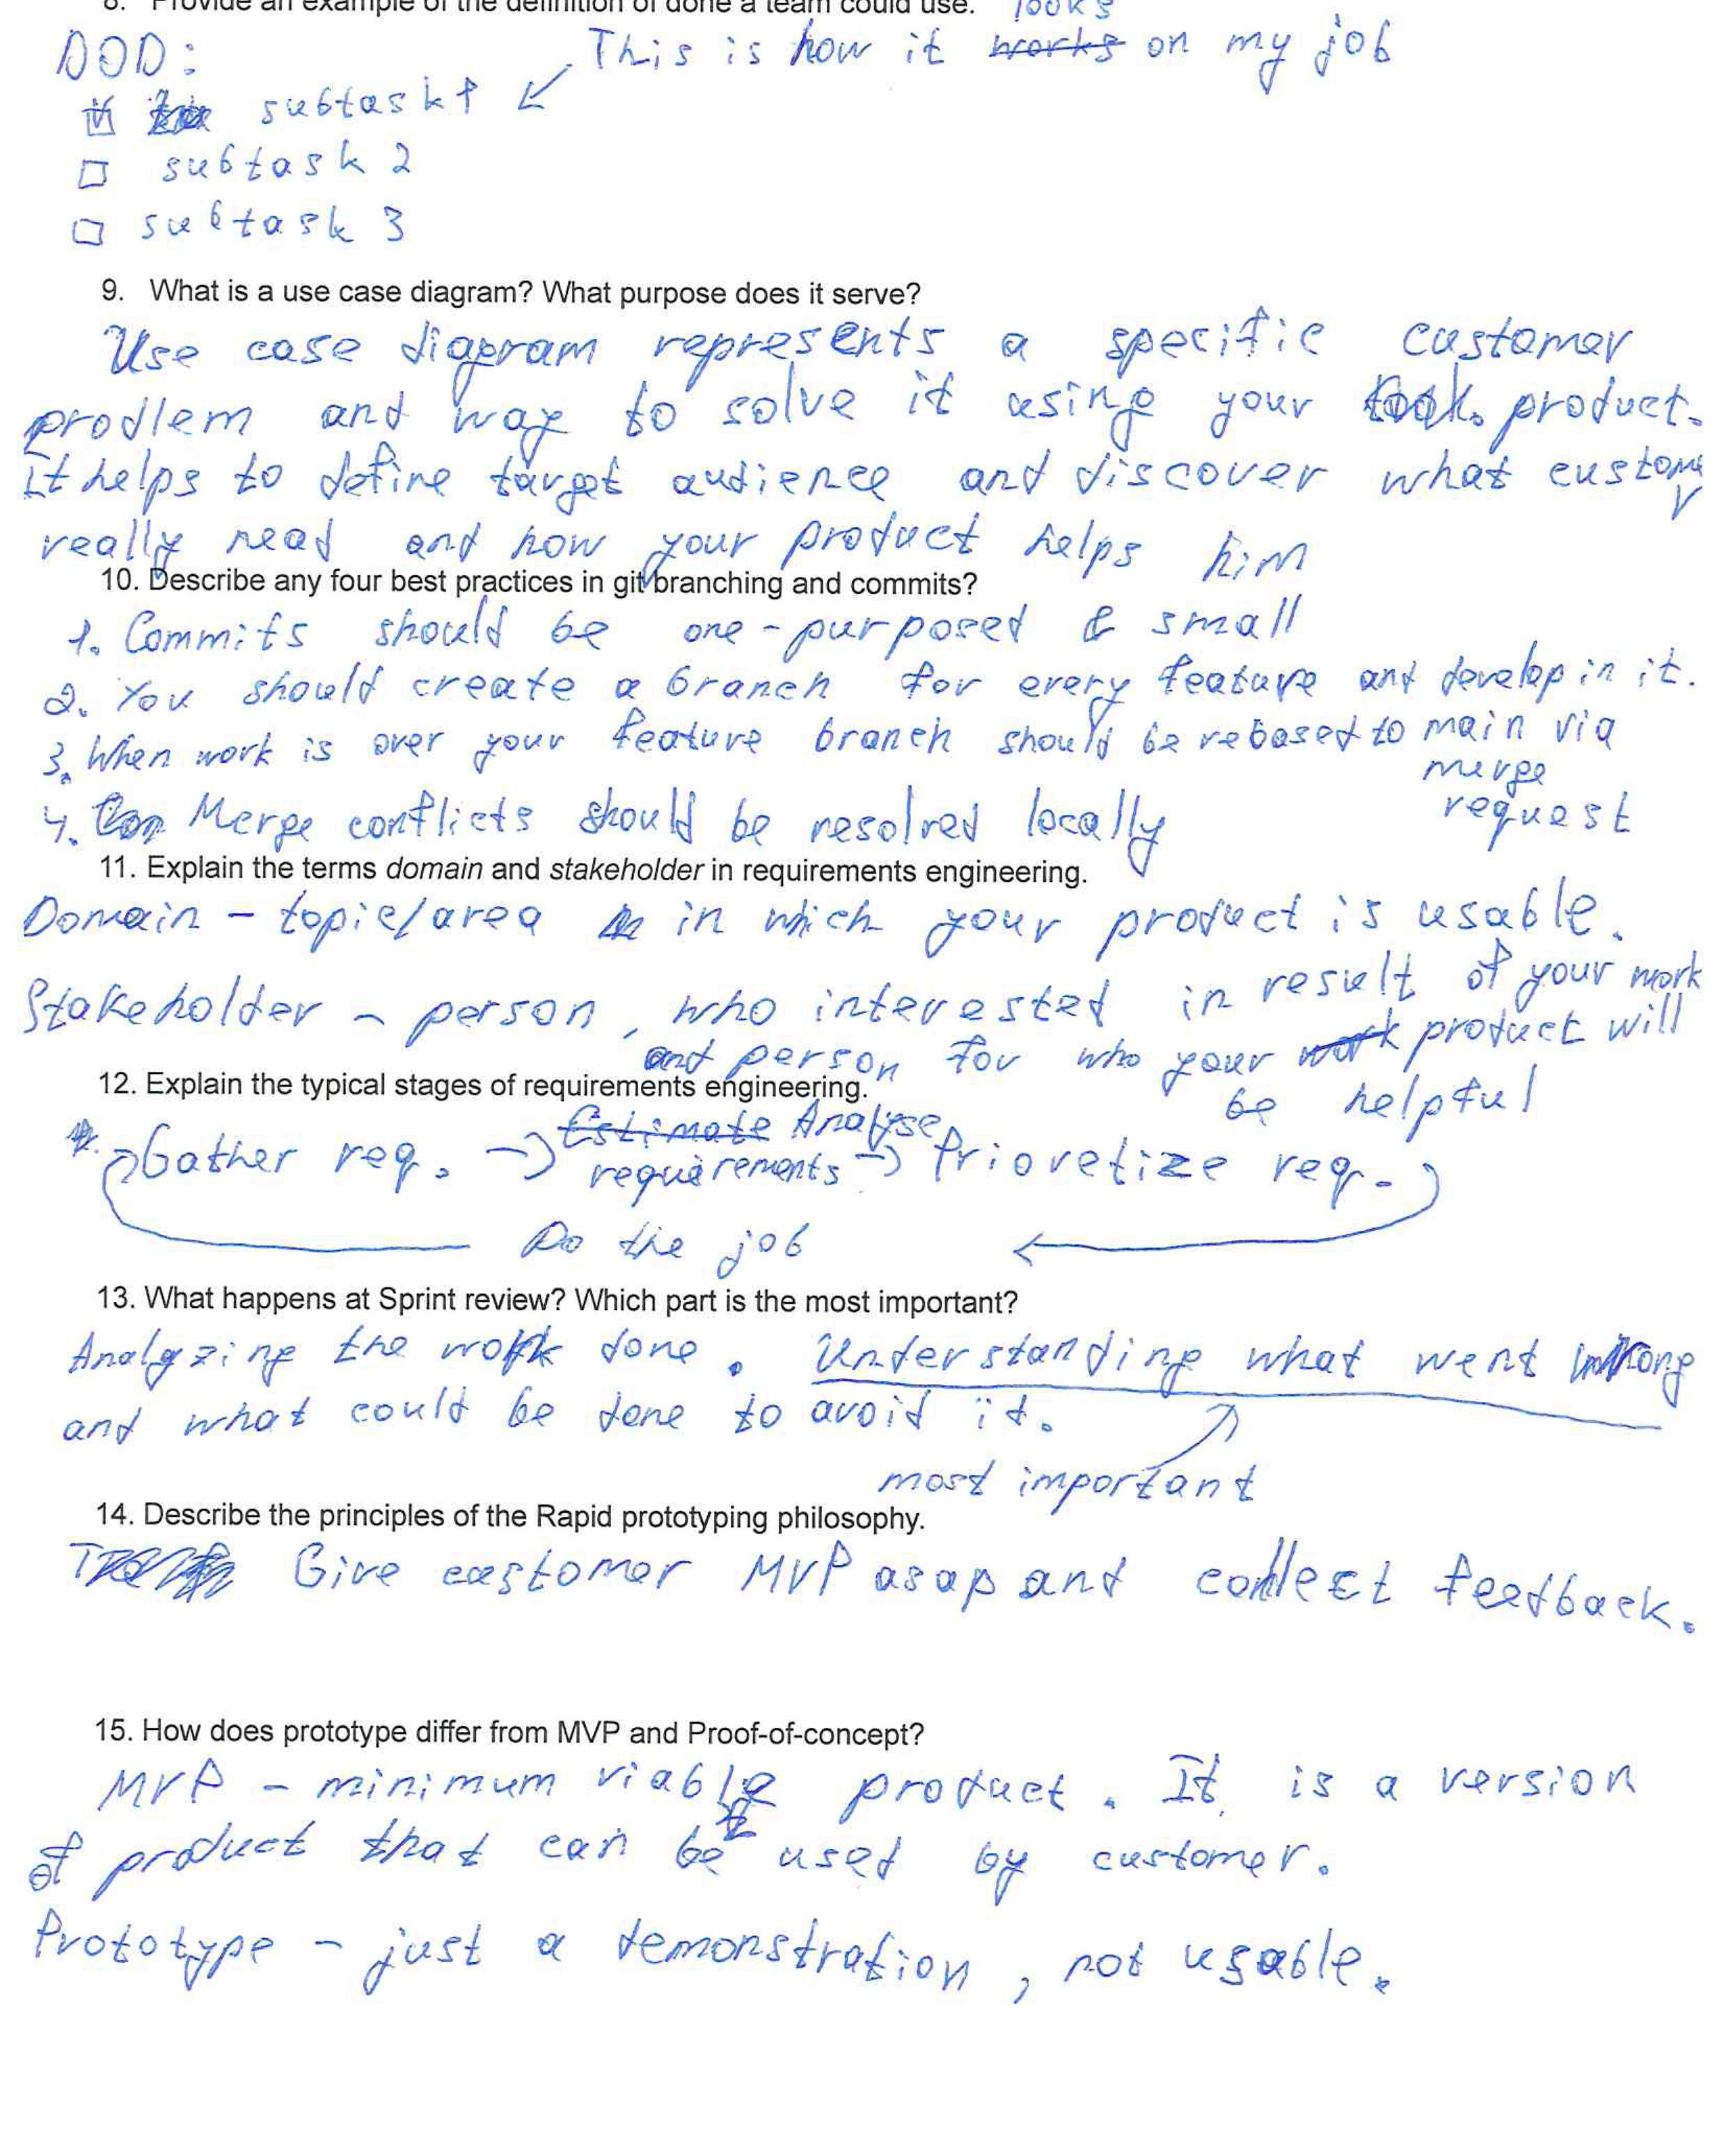 8. Provide an example of the definition of done a team could use.
looks
DOD: This is how it works on my job
subtask 1
subtask 2
subtask 3
9. What is a use case diagram? What purpose does it serve?
Use case diagram represents a specific customer
prodlem and way to solve it using your product.
It helps to define target audience and discover what customer
really nead and how your product helps him
10. Describe any four best practices in git branching and commits?
1. Commits should be one-purposed & small
2. You should create a branch for every feature and develop in it.
3. When work is over your feature branch should be rebased to main via
merge
request
4. Merge conflicts should be resolved locally
11. Explain the terms domain and stakeholder in requirements engineering.
Domain - topic/area in which your product is usable.
Stakeholder - person, who interested in result of your work
and person for who your work product will
be helpful
12. Explain the typical stages of requirements engineering.
Gather req. -> Estimate Analyse
requirements -> Prioretize req.
Do the job
13. What happens at Sprint review? Which part is the most important?
Analyzing the work done. Understanding what went wrong
and what could be done to avoid it.
most important
14. Describe the principles of the Rapid prototyping philosophy.
Give customer MVP asap and collect feedback.
15. How does prototype differ from MVP and Proof-of-concept?
MVP - minimum viable product. It is a version
of product that can be used by customer.
Prototype - just a demonstration, not usable.